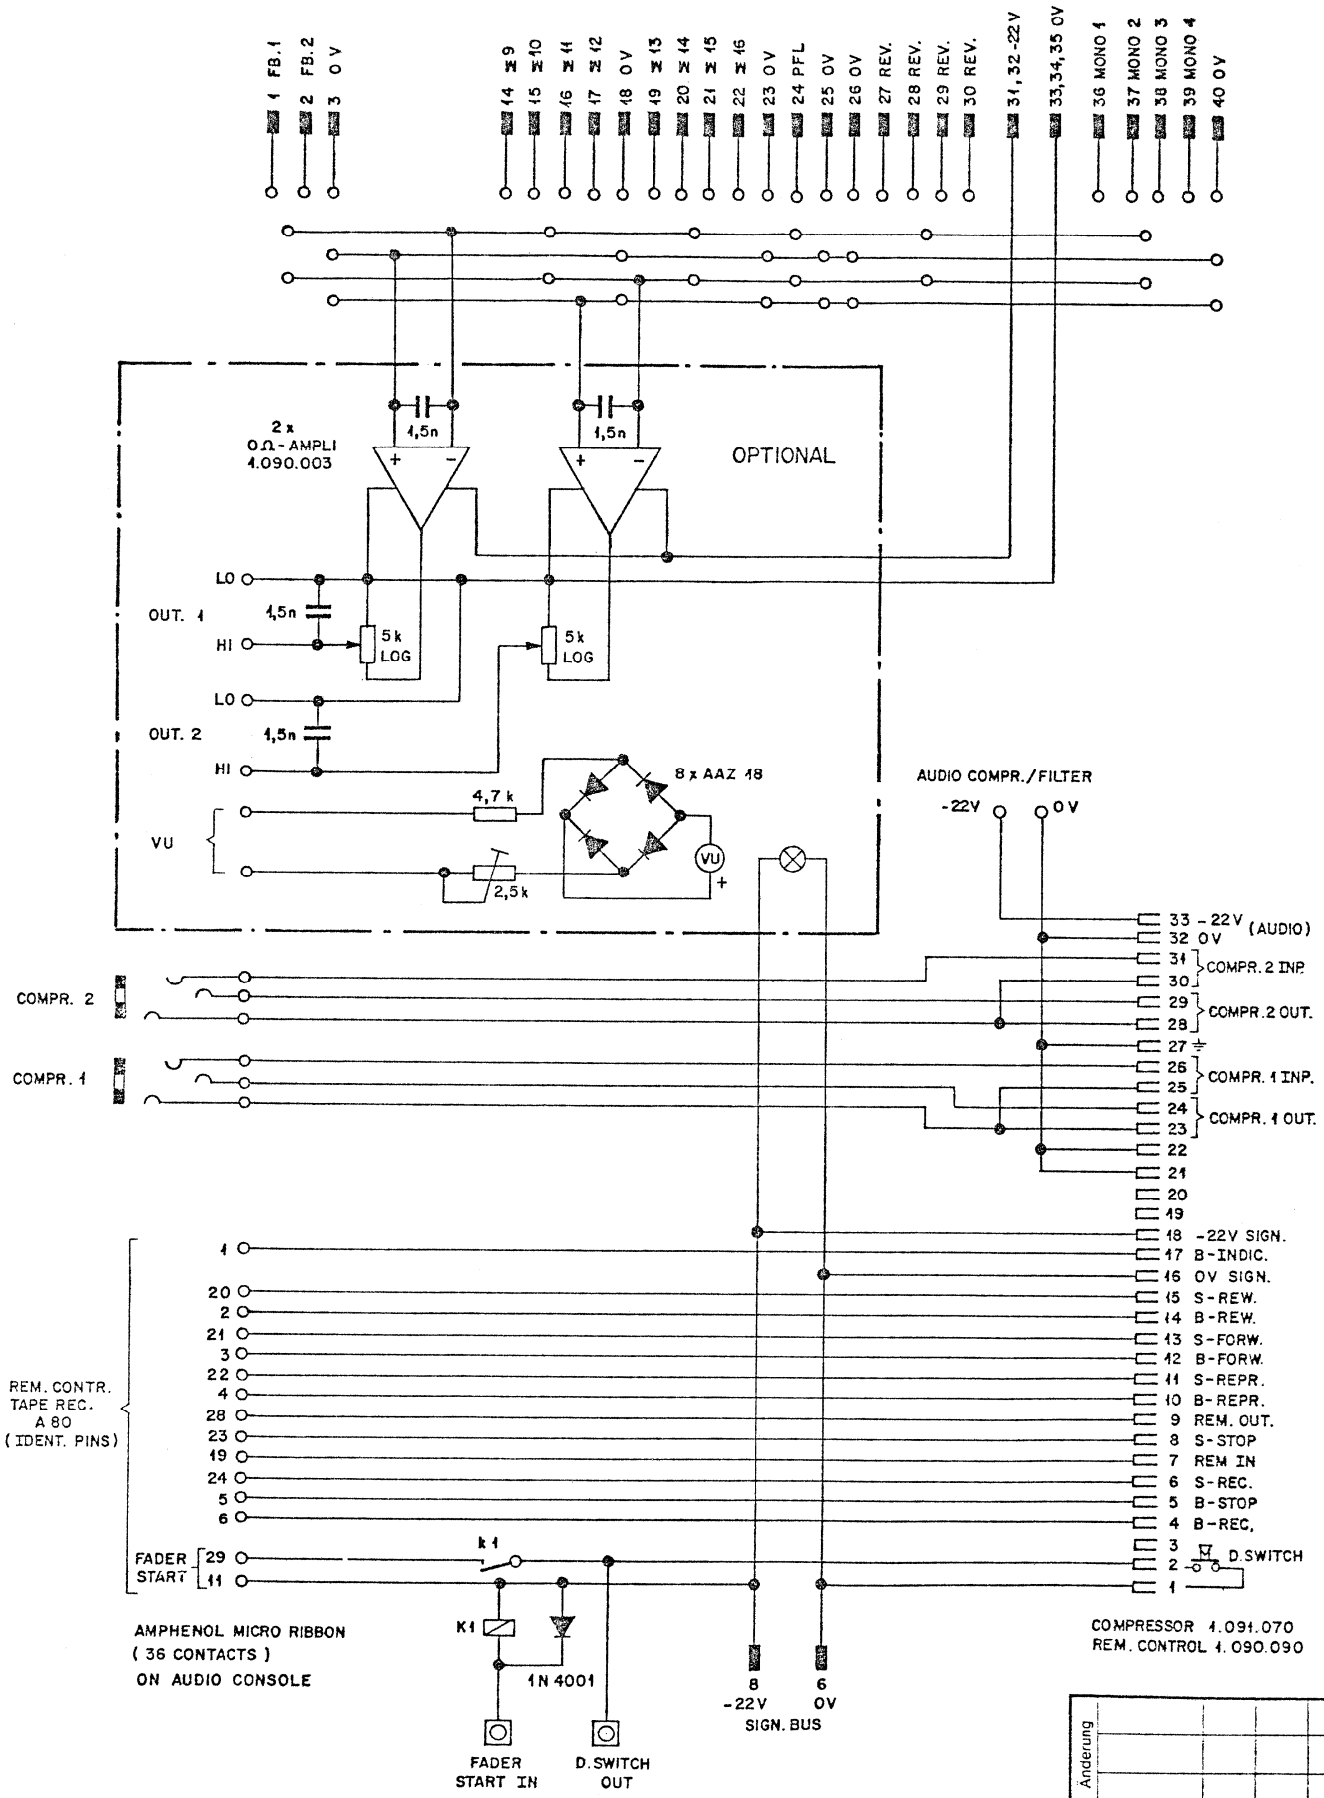 1 FB.1
2 FB.2
3 0V
14 Σ 9
15 Σ 10
16 Σ 11
17 Σ 12
18 0V
19 Σ 13
20 Σ 14
21 Σ 15
22 Σ 16
23 0V
24 PFL
25 0V
26 0V
27 REV.
28 REV.
29 REV.
30 REV.
31, 32 -22V
33, 34, 35 0V
36 MONO 1
37 MONO 2
38 MONO 3
39 MONO 4
40 0V
2 x
0Ω-AMPLI
1.090.003
1,5n
1,5n
OPTIONAL
+ -
+ -
LO
OUT. 1
1,5n
HI
5k
LOG
5k
LOG
LO
OUT. 2
1,5n
HI
8 x AAZ 18
4,7 k
VU
VU
+
2,5k
AUDIO COMPR./FILTER
-22V
0V
33 -22V (AUDIO)
32 0V
31
30
COMPR. 2 INP.
29
28
COMPR. 2 OUT.
27
26
25
COMPR. 1 INP.
24
23
COMPR. 1 OUT.
22
21
20
19
COMPR. 2
COMPR. 1
18 -22V SIGN.
1
17 B-INDIC.
16 0V SIGN.
20
15 S-REW.
2
14 B-REW.
21
13 S-FORW.
3
12 B-FORW.
22
11 S-REPR.
4
10 B-REPR.
28
9 REM. OUT.
23
8 S-STOP
19
7 REM IN
24
6 S-REC.
5
5 B-STOP
6
4 B-REC,
3
REM. CONTR.
TAPE REC.
A 80
( IDENT. PINS)
FADER
START
29
11
k1
2
D.SWITCH
1
K1
1N 4001
AMPHENOL MICRO RIBBON
( 36 CONTACTS )
ON AUDIO CONSOLE
8
-22V
6
0V
SIGN. BUS
COMPRESSOR 1.091.070
REM. CONTROL 1.090.090
FADER
START IN
D.SWITCH
OUT
Änderung